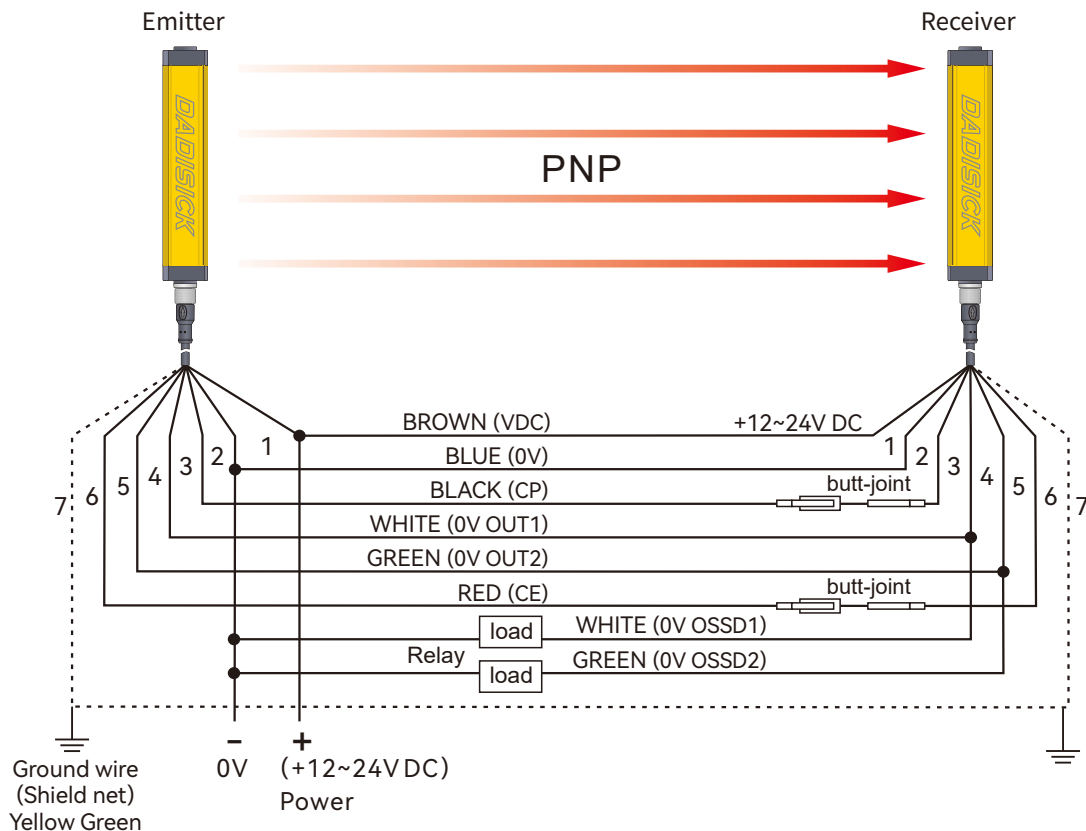 Emitter
Receiver
DADISICK
DADISICK
PNP
BROWN (VDC)
+12~24V DC
BLUE (0V)
BLACK (CP)
butt-joint
WHITE (0V OUT1)
GREEN (0V OUT2)
RED (CE)
butt-joint
load
WHITE (0V OSSD1)
Relay
load
GREEN (0V OSSD2)
7
6
5
4
3
2
1
1
2
3
4
5
6
7
-
+
0V
(+12~24V DC)
Power
Ground wire
(Shield net)
Yellow Green